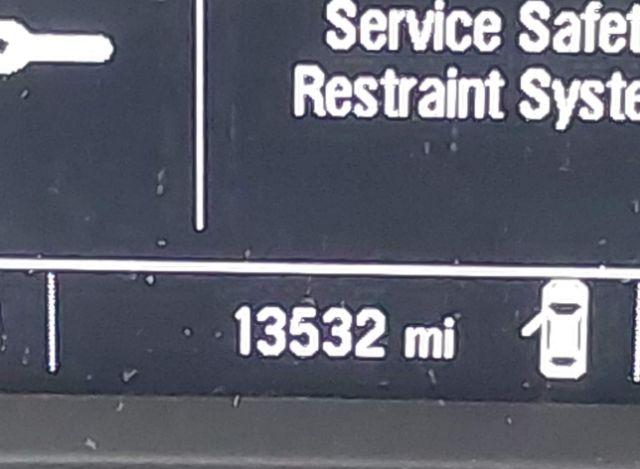 Service Safet
Restraint Syste
13532 mi